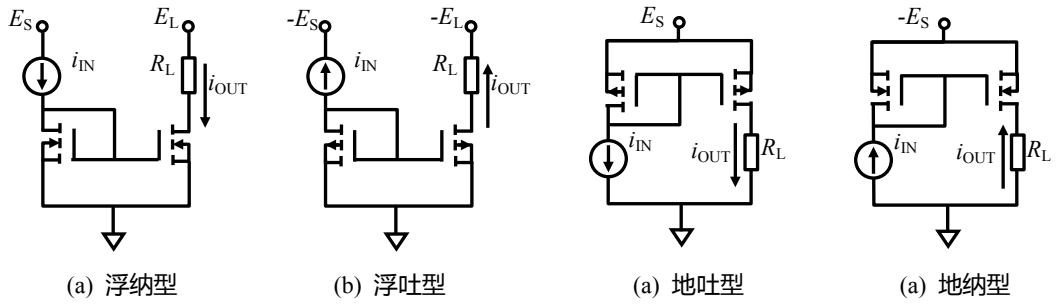 E_S E_L -E_S -E_L E_S -E_S
i_IN R_L i_OUT i_IN R_L i_OUT
i_IN i_OUT R_L i_IN i_OUT R_L
(a) 浮纳型 (b) 浮吐型 (a) 地吐型 (a) 地纳型